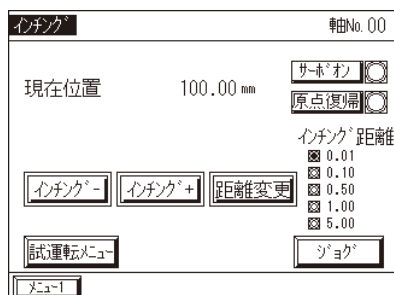 インチング 軸No.00
現在位置 100.00 mm
サーボオン
原点復帰
インチング距離
0.01
0.10
0.50
1.00
5.00
インチング- インチング+ 距離変更
試運転メニュー ジョグ
メニュー1